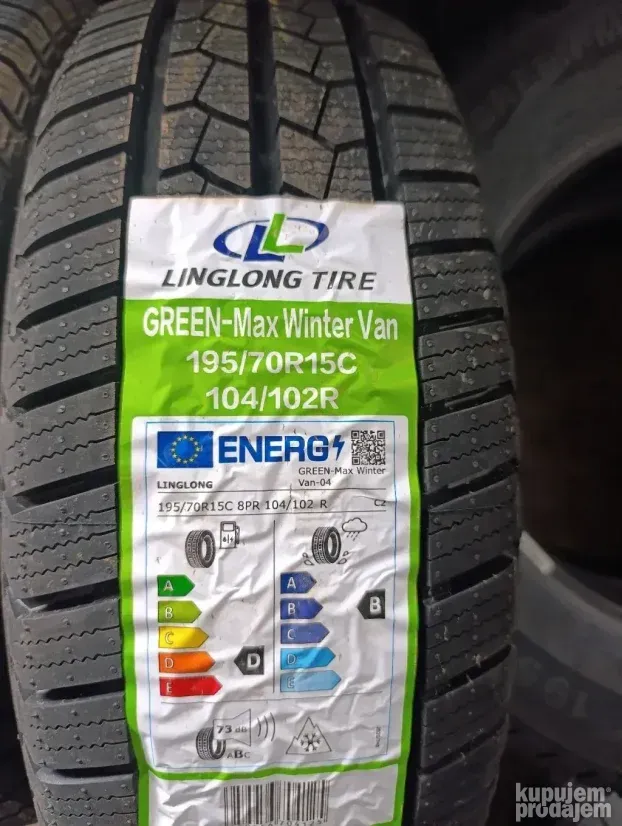 LINGLONG TIRE
GREEN-Max Winter Van
195/70R15C
104/102R
ENERG
LINGLONG
GREEN-Max Winter
Van-04
195/70R15C 8PR 104/102 R
C2
A
B
C
D
E
D
A
B
C
D
E
B
73 dB
ABC
kupujem
prodajem